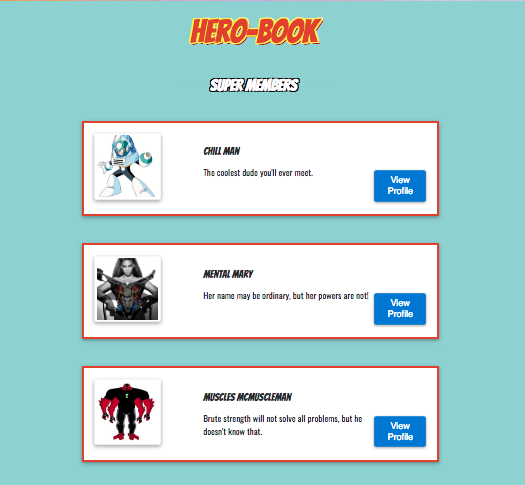 HERO-BOOK
SUPER MEMBERS
CHILL MAN
The coolest dude you'll ever meet.
View
Profile
MENTAL MARY
Her name may be ordinary, but her powers are not!
View
Profile
MUSCLES MCMUSCLEMAN
Brute strength will not solve all problems, but he
doesn't know that.
View
Profile